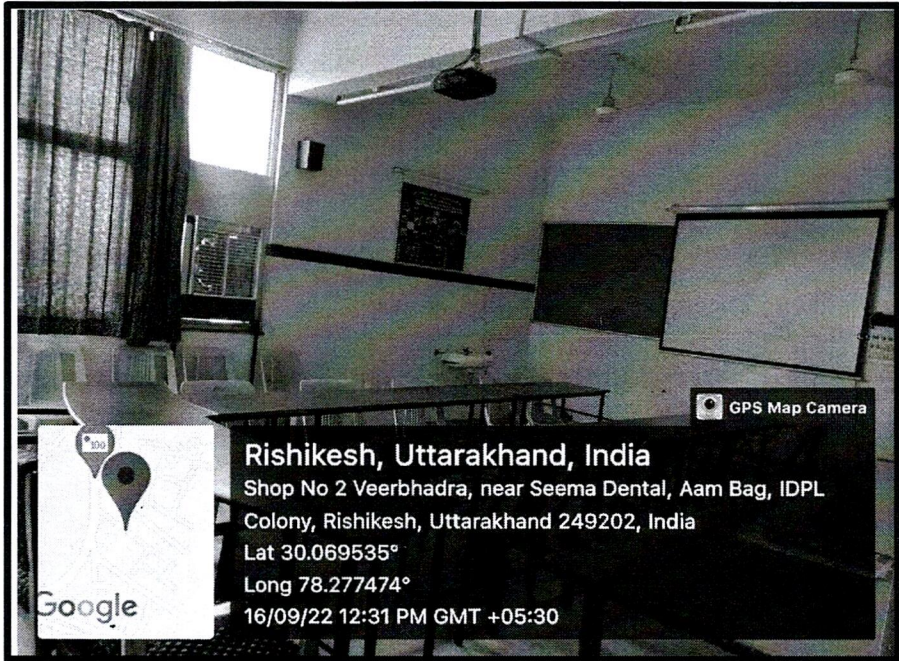 GPS Map Camera
Rishikesh, Uttarakhand, India
Shop No 2 Veerbhadra, near Seema Dental, Aam Bag, IDPL
Colony, Rishikesh, Uttarakhand 249202, India
Lat 30.069535°
Long 78.277474°
16/09/22 12:31 PM GMT +05:30
100
Google